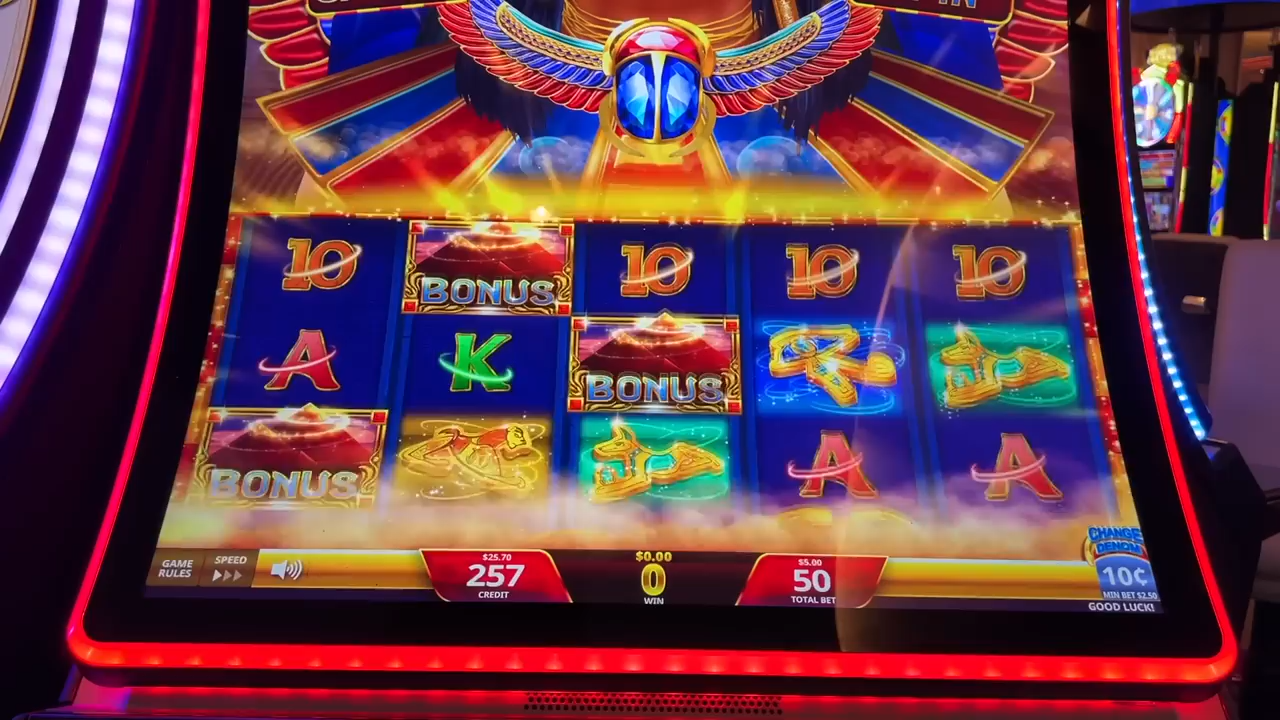 10
BONUS
10
10
10
A
K
BONUS
BONUS
A
A
GAME RULES
SPEED
$25.70
257
CREDIT
$0.00
0
WIN
$5.00
50
TOTAL BET
CHANGE
DENOM
10¢
MIN BET $2.50
GOOD LUCK!